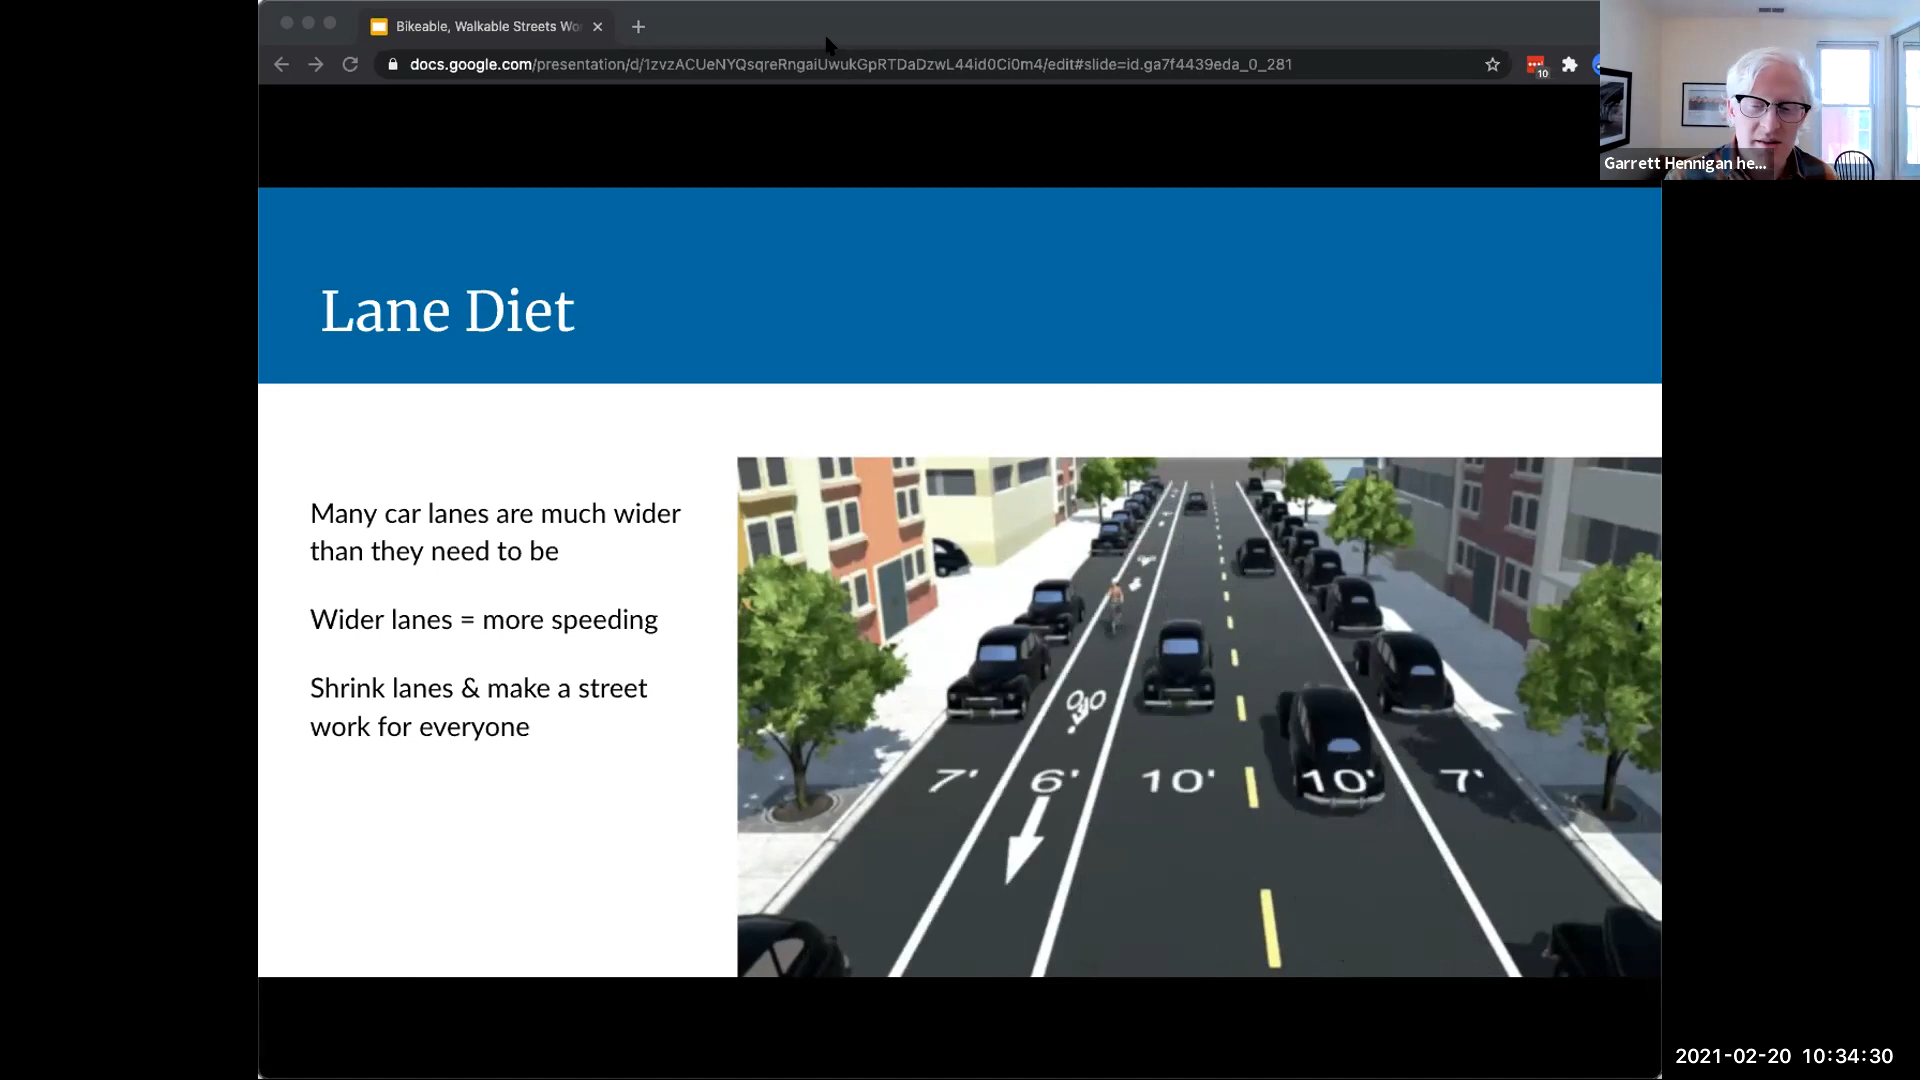 Bikeable, Walkable Streets Wo
docs.google.com/presentation/d/1zvzACUeNYQsqreRngaiUwukGpRTDaDzwL44id0Ci0m4/edit#slide=id.ga7f4439eda_0_281
10
Garrett Hennigan he...
Lane Diet
Many car lanes are much wider
than they need to be
Wider lanes = more speeding
Shrink lanes & make a street
work for everyone
7' 6' 10' 10' 7'
2021-02-20 10:34:30